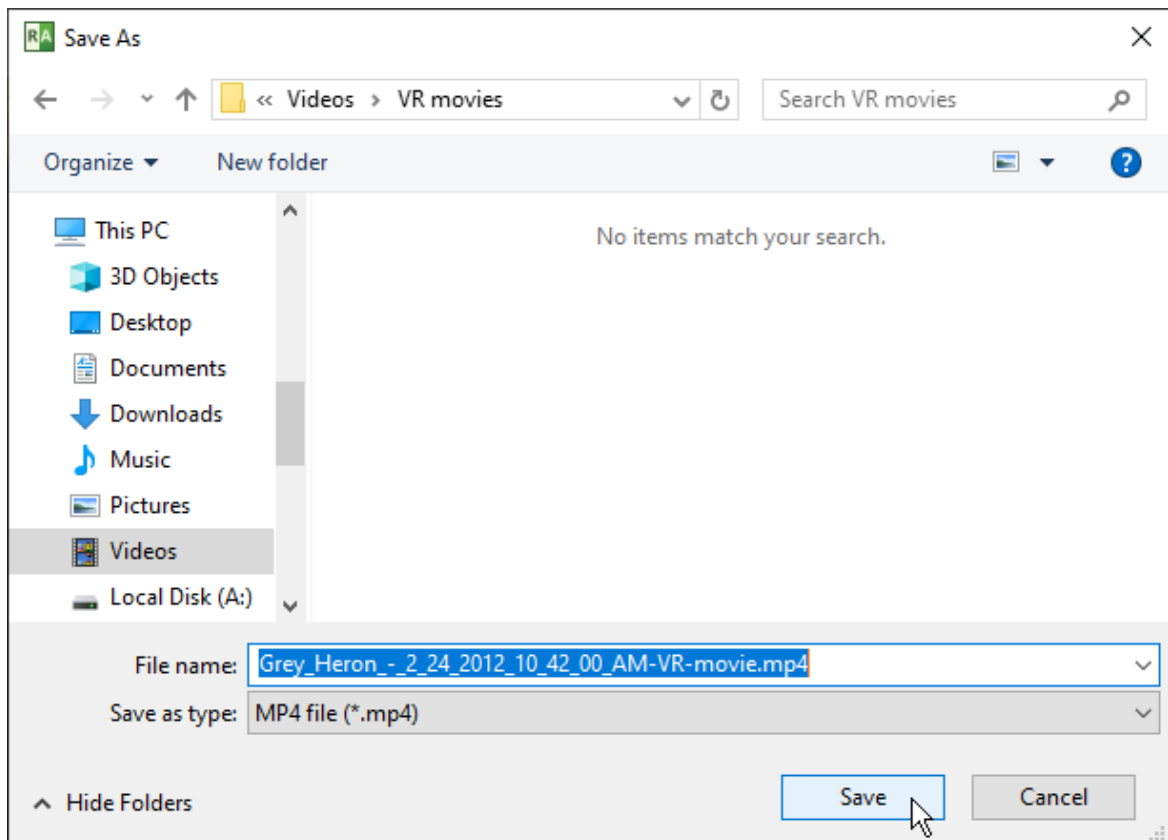 RA Save As
« Videos > VR movies
Search VR movies
Organize
New folder
?
This PC
3D Objects
Desktop
Documents
Downloads
Music
Pictures
Videos
Local Disk (A:)
No items match your search.
File name: Grey_Heron_-_2_24_2012_10_42_00_AM-VR-movie.mp4
Save as type: MP4 file (*.mp4)
Hide Folders
Save
Cancel